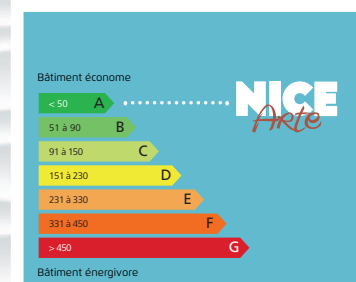 Bâtiment économe
< 50 A
NICE
Arte
51 à 90 B
91 à 150 C
151 à 230 D
231 à 330 E
331 à 450 F
> 450 G
Bâtiment énergivore